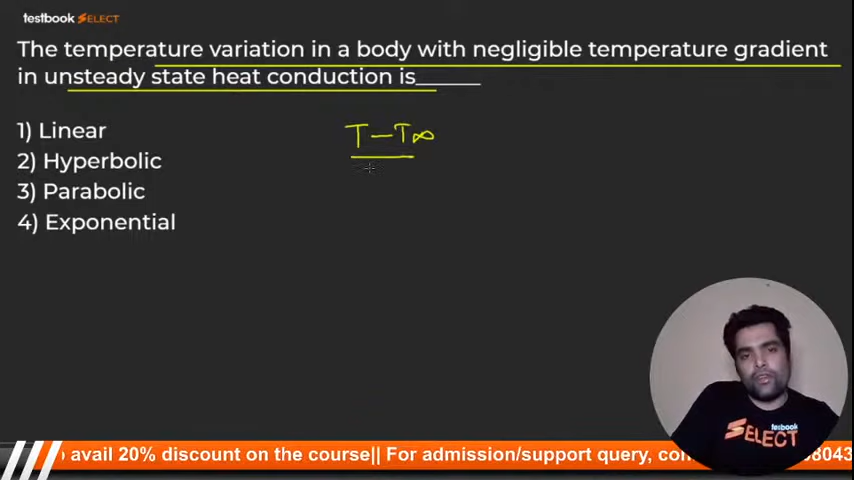 testbook SELECT
The temperature variation in a body with negligible temperature gradient
in unsteady state heat conduction is______
1) Linear
2) Hyperbolic
3) Parabolic
4) Exponential
T-T∞
testbook
SELECT
avail 20% discount on the course|| For admission/support query,